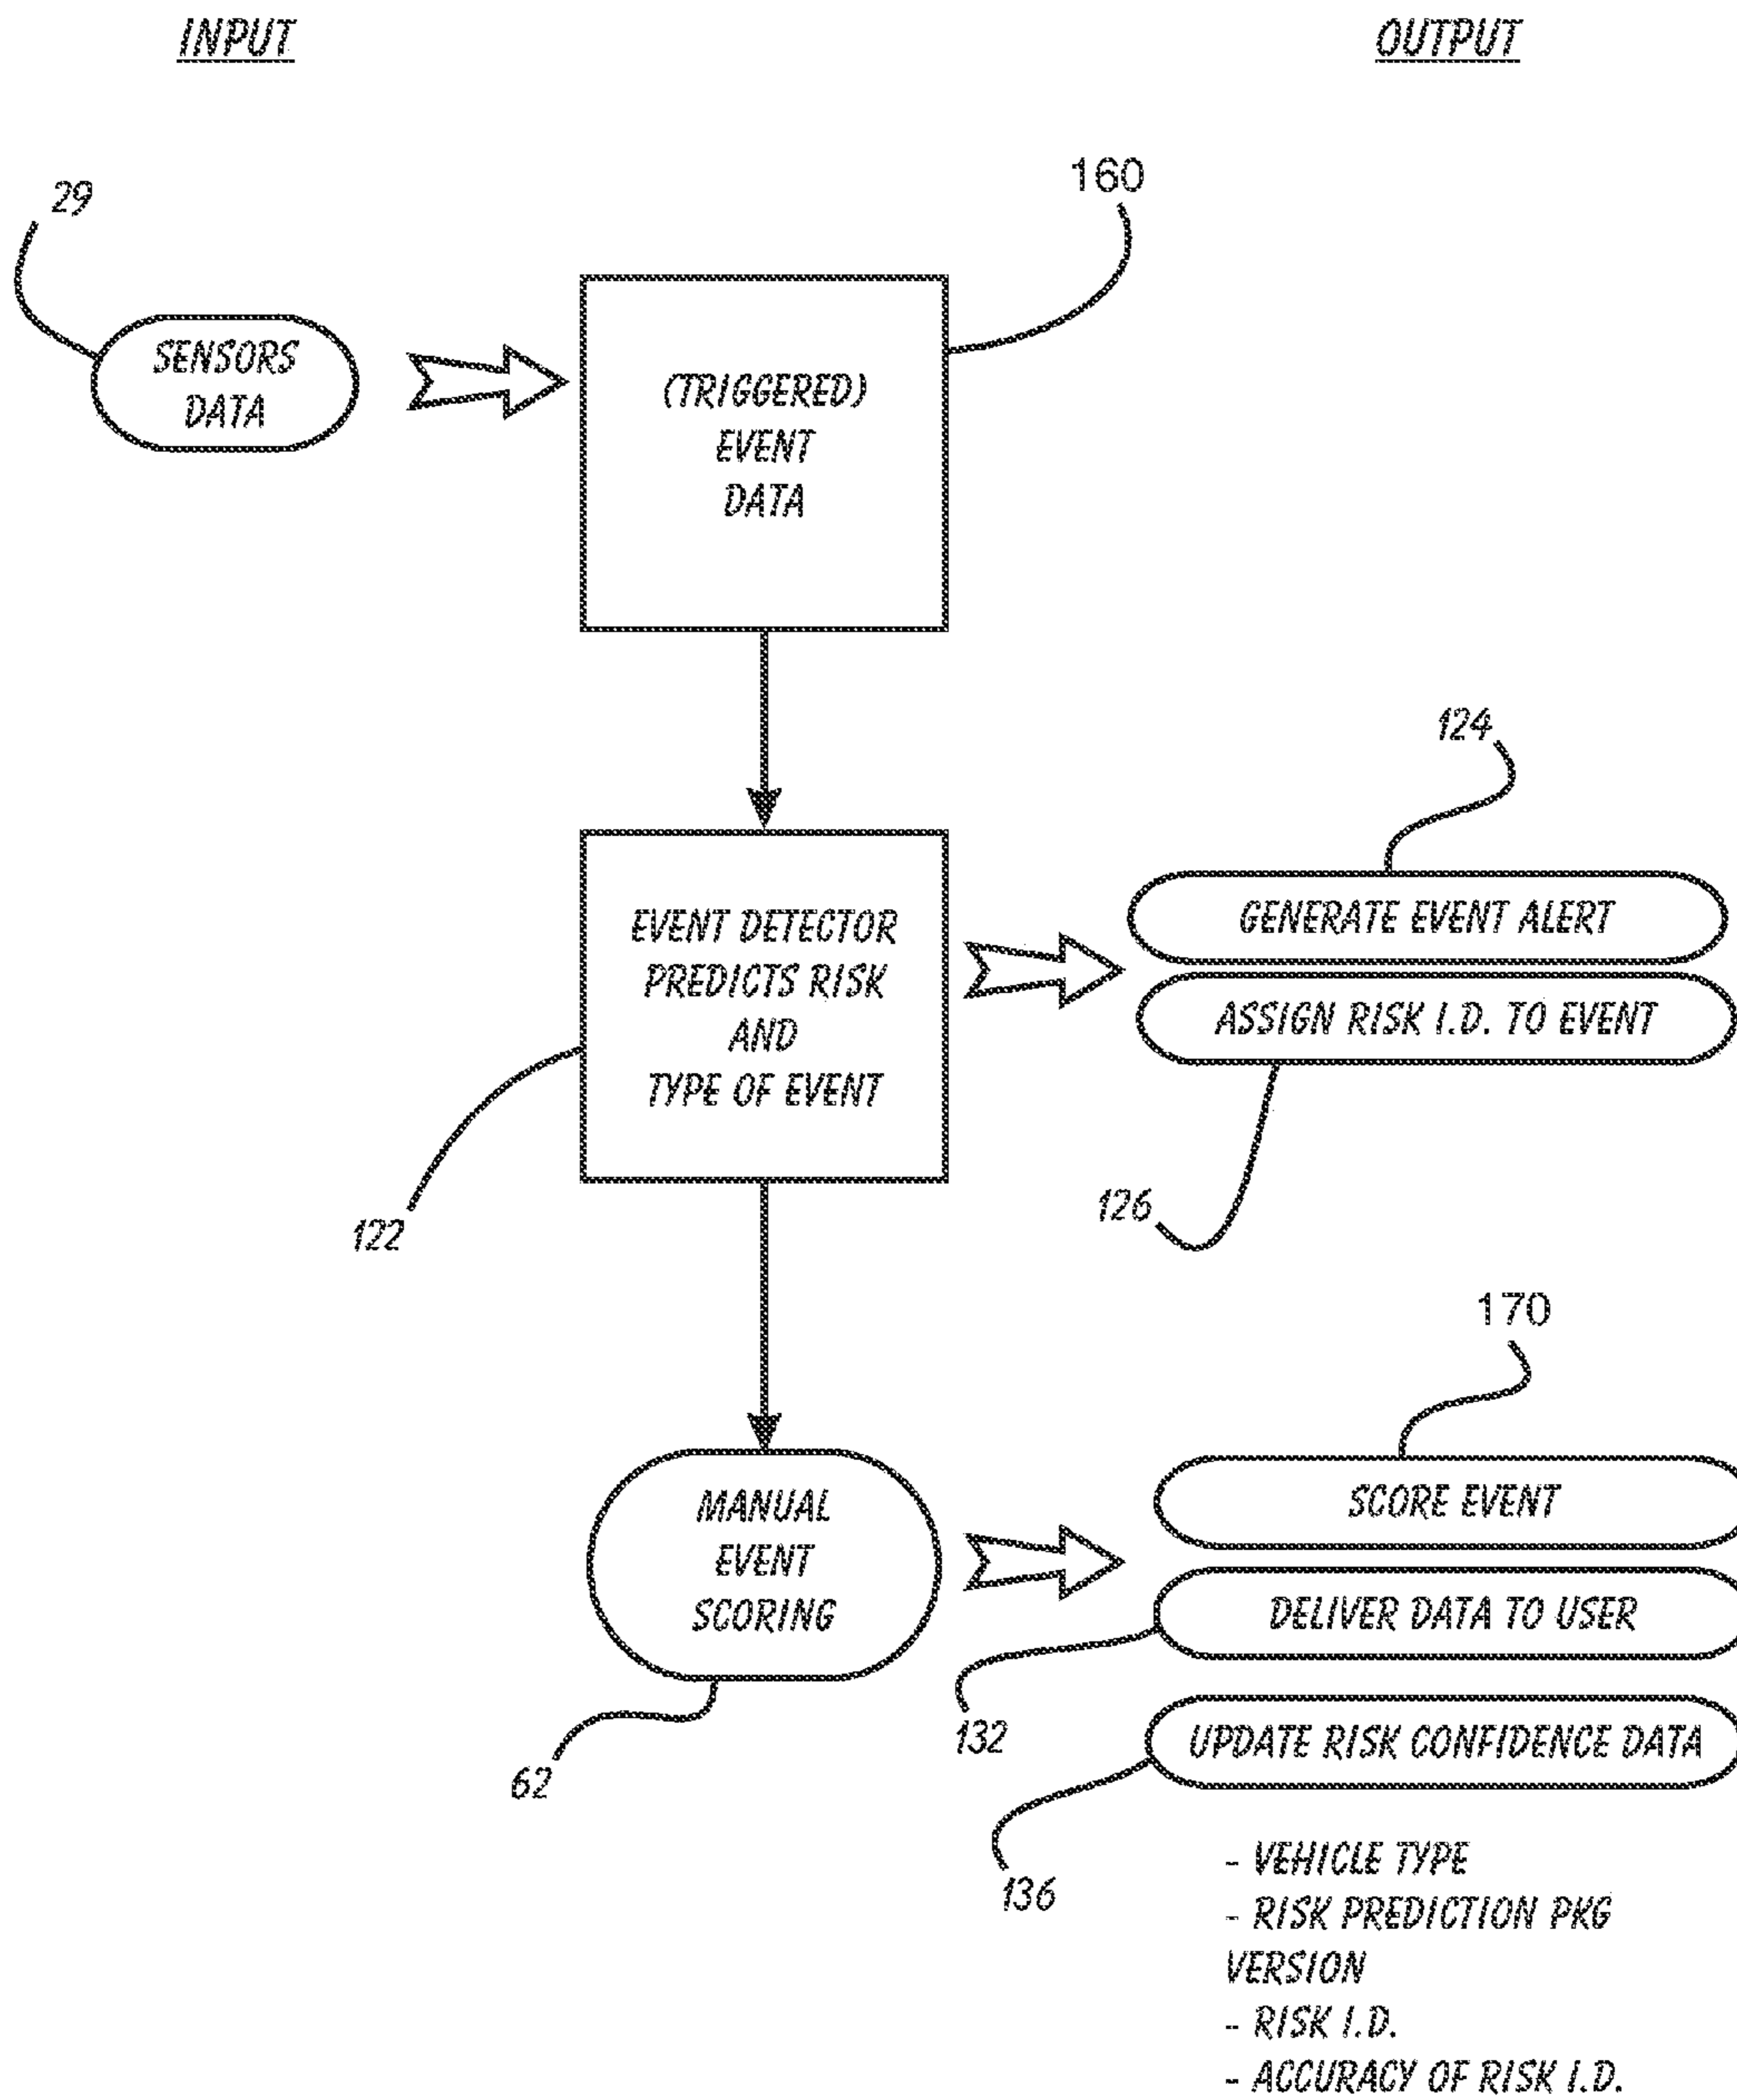 INPUT
OUTPUT
29
160
SENSORS
DATA
(TRIGGERED)
EVENT
DATA
124
EVENT DETECTOR
PREDICTS RISK
AND
TYPE OF EVENT
GENERATE EVENT ALERT
ASSIGN RISK I.D. TO EVENT
122
126
170
MANUAL
EVENT
SCORING
SCORE EVENT
DELIVER DATA TO USER
132
UPDATE RISK CONFIDENCE DATA
62
136
- VEHICLE TYPE
- RISK PREDICTION PKG
VERSION
- RISK I.D.
- ACCURACY OF RISK I.D.